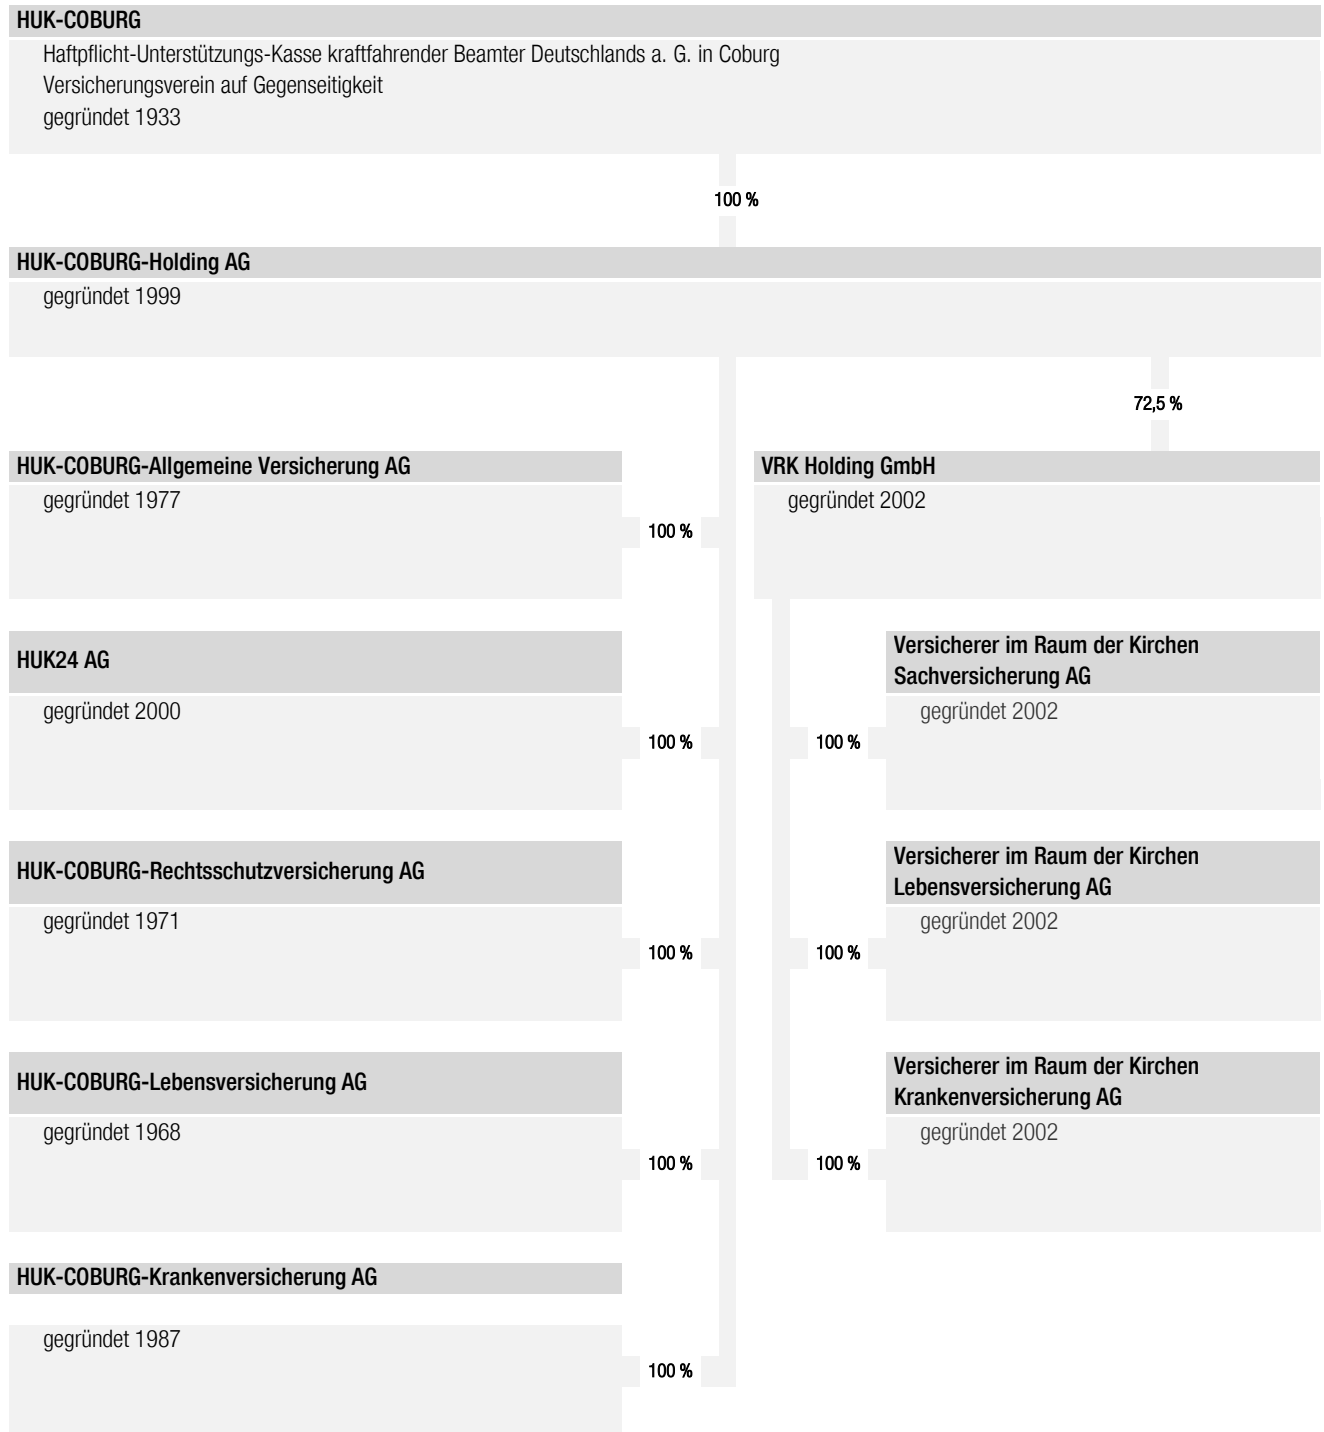 HUK-COBURG
Haftpflicht-Unterstützungs-Kasse kraftfahrender Beamter Deutschlands a. G. in Coburg
Versicherungsverein auf Gegenseitigkeit
gegründet 1933
100 %
HUK-COBURG-Holding AG
gegründet 1999
72,5 %
HUK-COBURG-Allgemeine Versicherung AG
gegründet 1977
100 %
VRK Holding GmbH
gegründet 2002
HUK24 AG
gegründet 2000
100 %
Versicherer im Raum der Kirchen
Sachversicherung AG
gegründet 2002
100 %
HUK-COBURG-Rechtsschutzversicherung AG
gegründet 1971
100 %
Versicherer im Raum der Kirchen
Lebensversicherung AG
gegründet 2002
100 %
HUK-COBURG-Lebensversicherung AG
gegründet 1968
100 %
Versicherer im Raum der Kirchen
Krankenversicherung AG
gegründet 2002
100 %
HUK-COBURG-Krankenversicherung AG
gegründet 1987
100 %